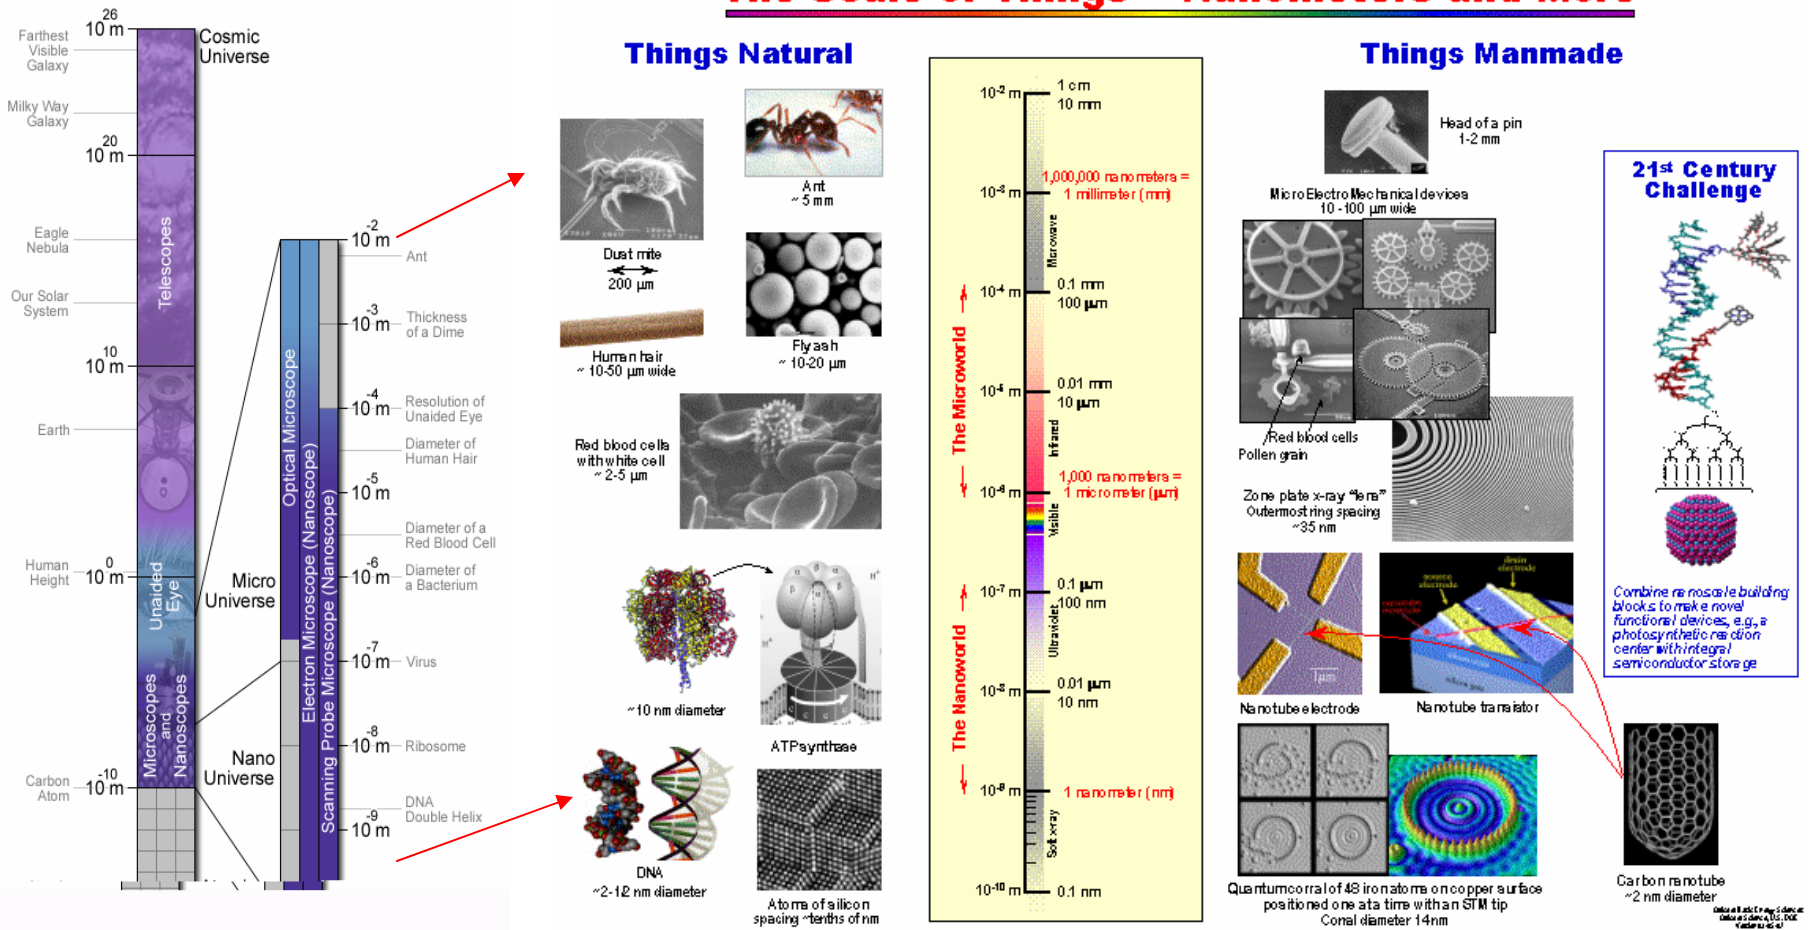 The Scale of Things – Nanometers and More
10 26 m
Cosmic
Universe
Farthest
Visible
Galaxy
Milky Way
Galaxy
10 20 m
Telescopes
Eagle
Nebula
Our Solar
System
10 10 m
Earth
Human
Height
10 0 m
Unaided
Eye
Microscopes
and
Nanoscopes
Carbon
Atom
10 -10 m
Micro
Universe
Nano
Universe
Optical Microscope
Electron Microscope (Nanoscope)
Scanning Probe Microscope (Nanoscope)
10 -2 m
Ant
10 -3 m
Thickness
of a Dime
10 -4 m
Resolution of
Unaided Eye
Diameter of
Human Hair
10 -5 m
Diameter of a
Red Blood Cell
10 -6 m
Diameter of
a Bacterium
10 -7 m
Virus
10 -8 m
Ribosome
DNA
Double Helix
10 -9 m
Things Natural
Ant
~ 5 mm
Dust mite
200 µm
Human hair
~ 10-50 µm wide
Fly ash
~ 10-20 µm
Red blood cells
with white cell
~ 2-5 µm
~10 nm diameter
ATP synthase
DNA
~2-1/2 nm diameter
Atoms of silicon
spacing ~tenths of nm
10-2 m
1 cm
10 mm
1,000,000 nanometers =
10-3 m
1 millimeter (mm)
Microwave
10-4 m
0.1 mm
100 µm
The Microworld
10-5 m
0.01 mm
10 µm
Infrared
1,000 nanometers =
10-6 m
1 micrometer (µm)
Visible
10-7 m
0.1 µm
100 nm
Ultraviolet
The Nanoworld
10-8 m
0.01 µm
10 nm
10-9 m
1 nanometer (nm)
Soft x-ray
10-10 m
0.1 nm
Things Manmade
Head of a pin
1-2 mm
MicroElectroMechanical devices
10 -100 µm wide
Red blood cells
Pollen grain
Zone plate x-ray "lens"
Outermost ring spacing
~35 nm
1µm
source
electrode
drain
electrode
Nanotube electrode
Nanotube transistor
Quantum corral of 48 iron atoms on copper surface
positioned one at a time with an STM tip
Corral diameter 14 nm
Carbon nanotube
~2 nm diameter
21st Century
Challenge
Combine nanoscale building
blocks to make novel
functional devices, e.g., a
photosynthetic reaction
center with integral
semiconductor storage